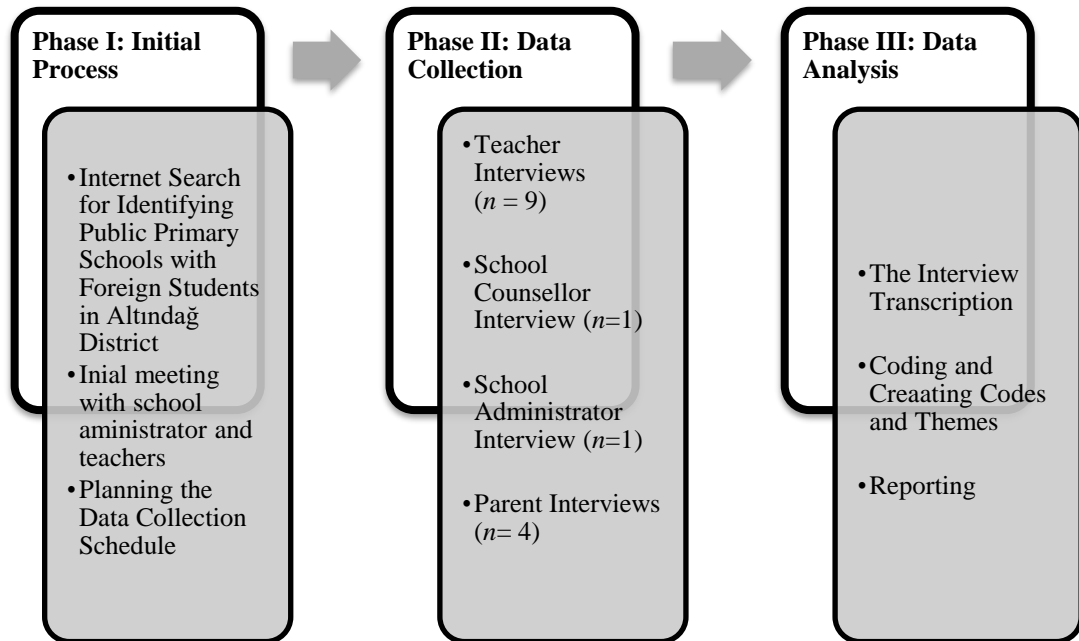 Phase I: Initial
Process
•Internet Search
for Identifying
Public Primary
Schools with
Foreign Students
in Altındağ
District
•Inial meeting
with school
aministrator and
teachers
•Planning the
Data Collection
Schedule
Phase II: Data
Collection
•Teacher
Interviews
(n = 9)
•School
Counsellor
Interview (n=1)
•School
Administrator
Interview (n=1)
•Parent Interviews
(n= 4)
Phase III: Data
Analysis
•The Interview
Transcription
•Coding and
Creaating Codes
and Themes
•Reporting